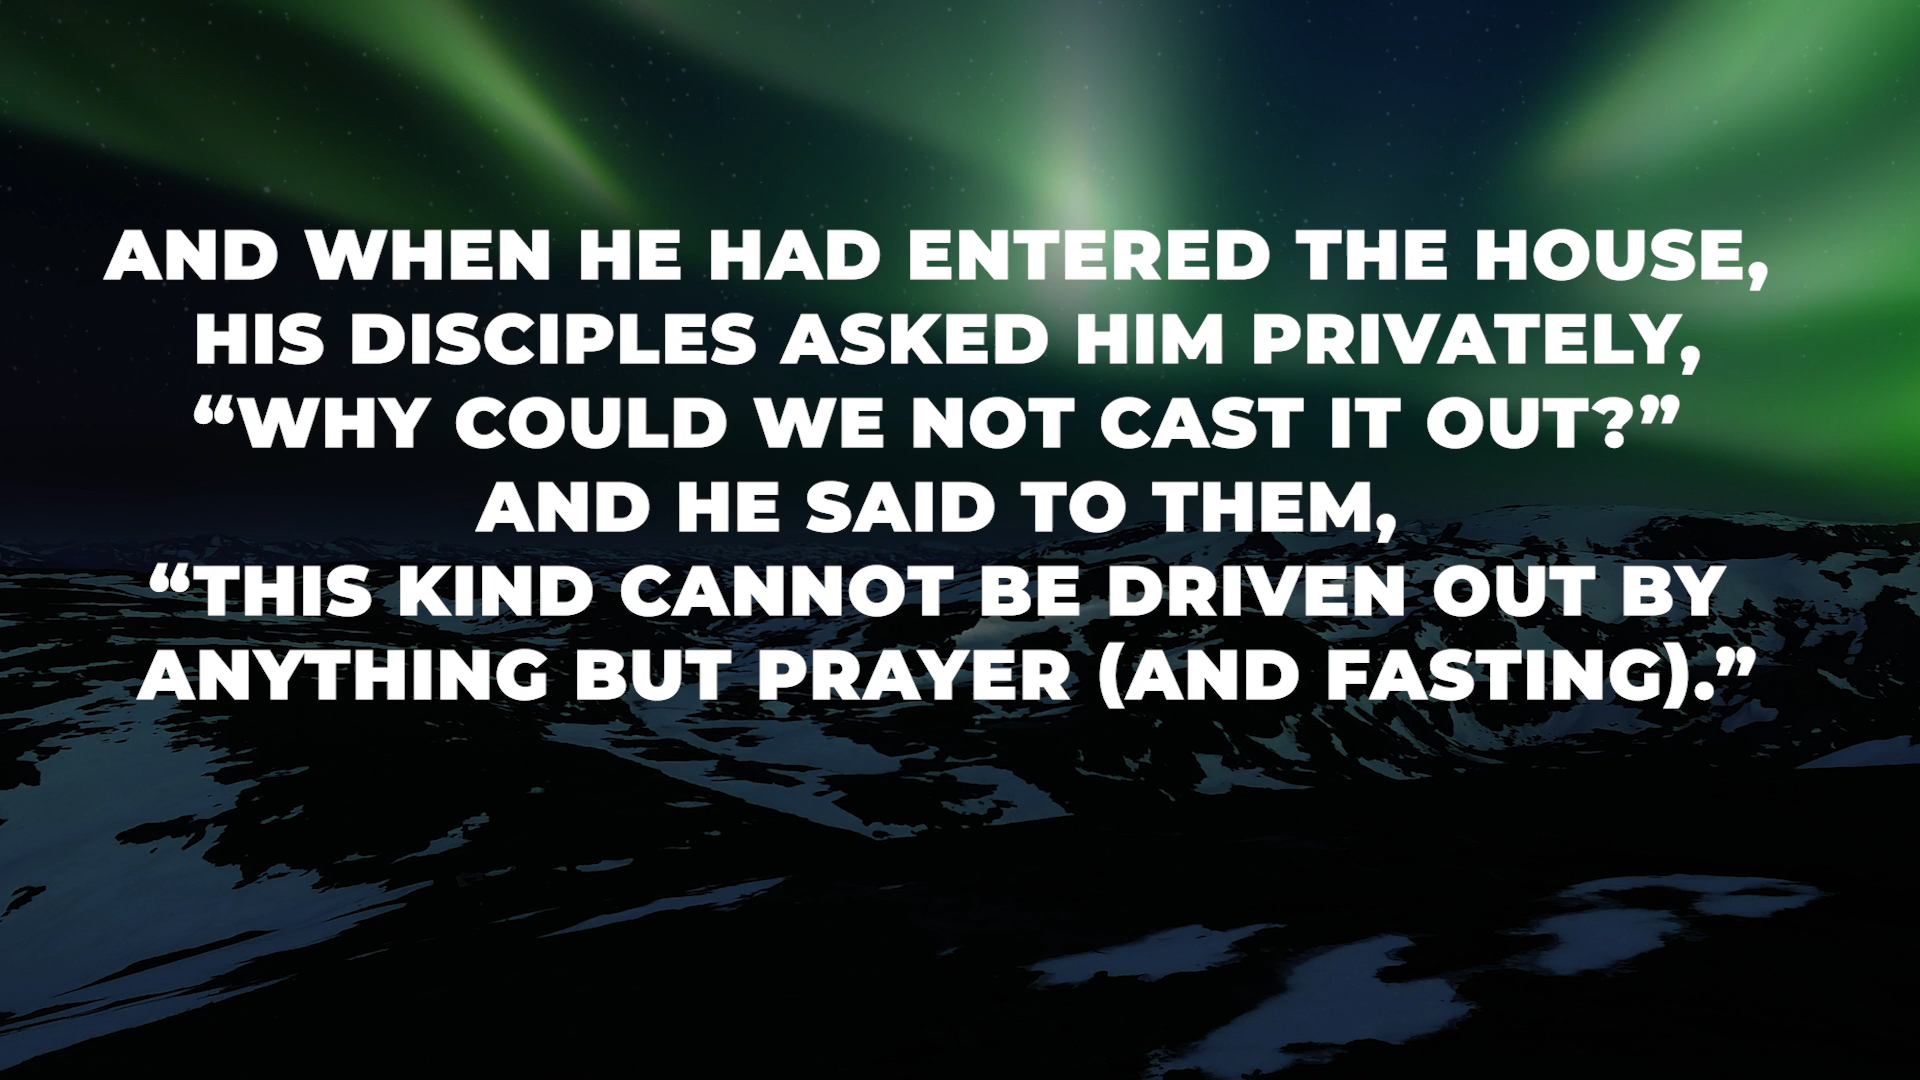 AND WHEN HE HAD ENTERED THE HOUSE,
HIS DISCIPLES ASKED HIM PRIVATELY,
“WHY COULD WE NOT CAST IT OUT?”
AND HE SAID TO THEM,
“THIS KIND CANNOT BE DRIVEN OUT BY
ANYTHING BUT PRAYER (AND FASTING).”